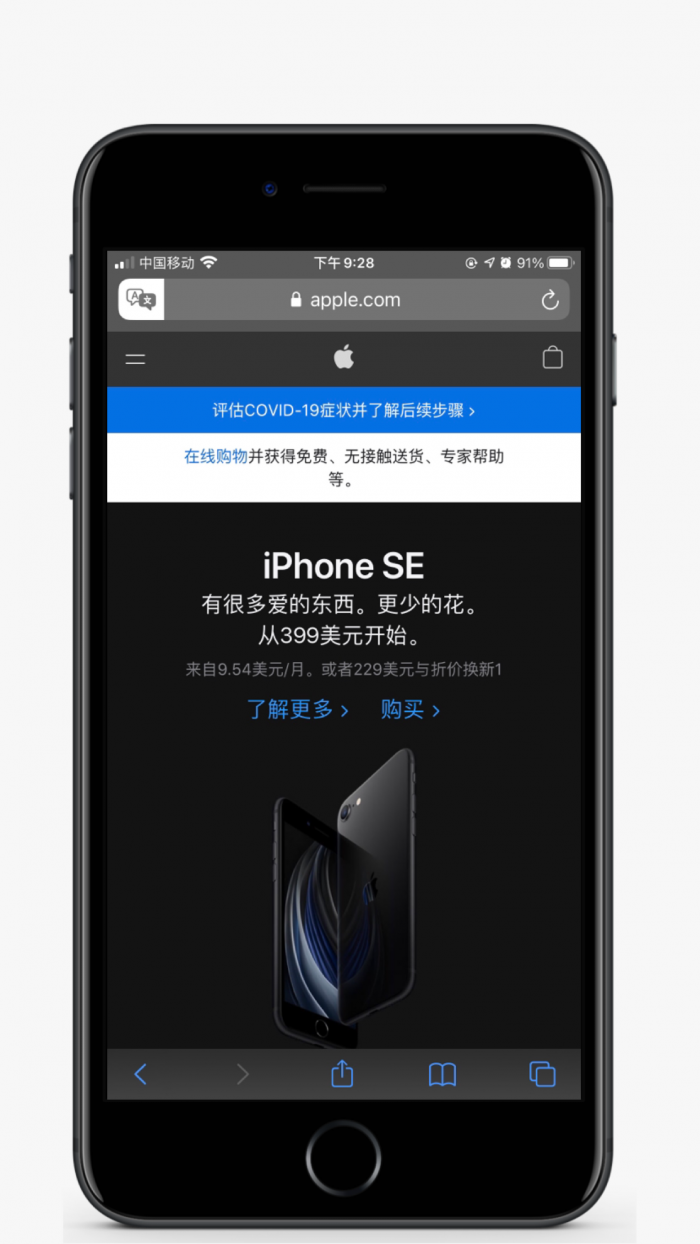 中国移动 下午9:28 91%
apple.com
评估COVID-19症状并了解后续步骤 >
在线购物并获得免费、无接触送货、专家帮助
等。
iPhone SE
有很多爱的东西。更少的花。
从399美元开始。
来自9.54美元/月。或者229美元与折价换新1
了解更多 > 购买 >